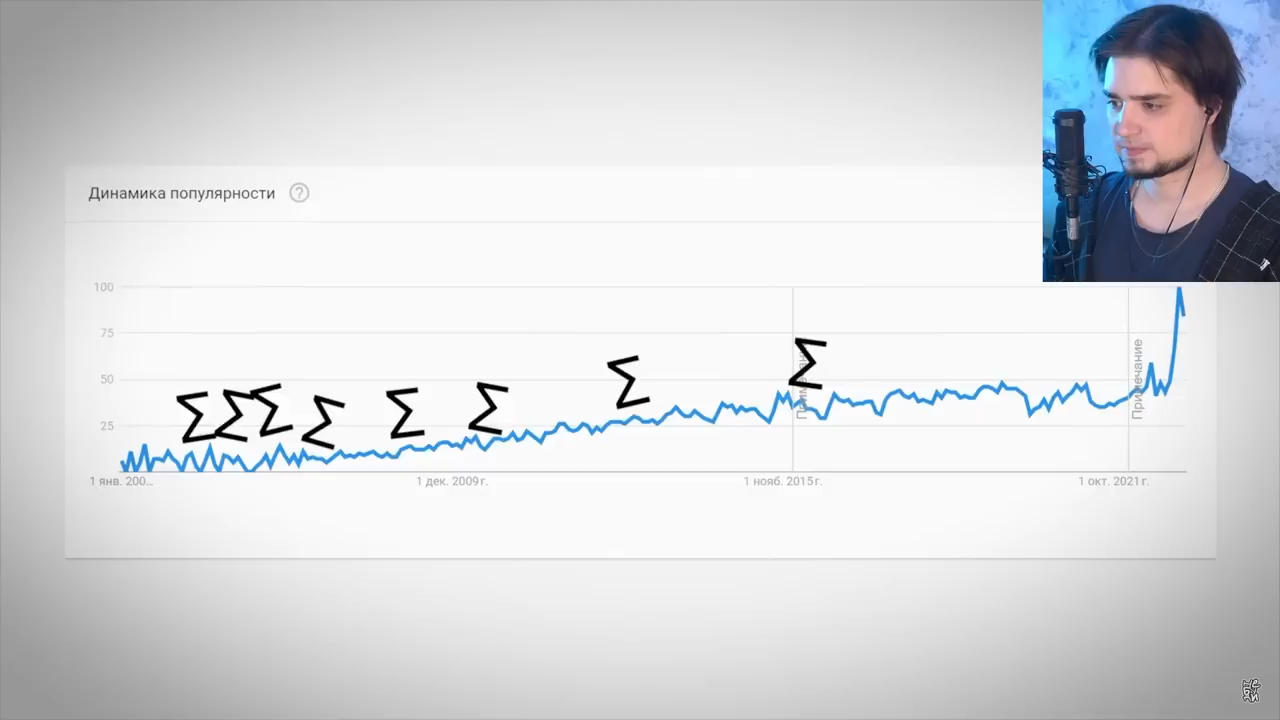 Динамика популярности ?
100
75
50
25
Σ Σ Σ Σ Σ Σ Σ Σ
Примечание
Примечание
1 янв. 200...
1 дек. 2009 г.
1 нояб. 2015 г.
1 окт. 2021 г.